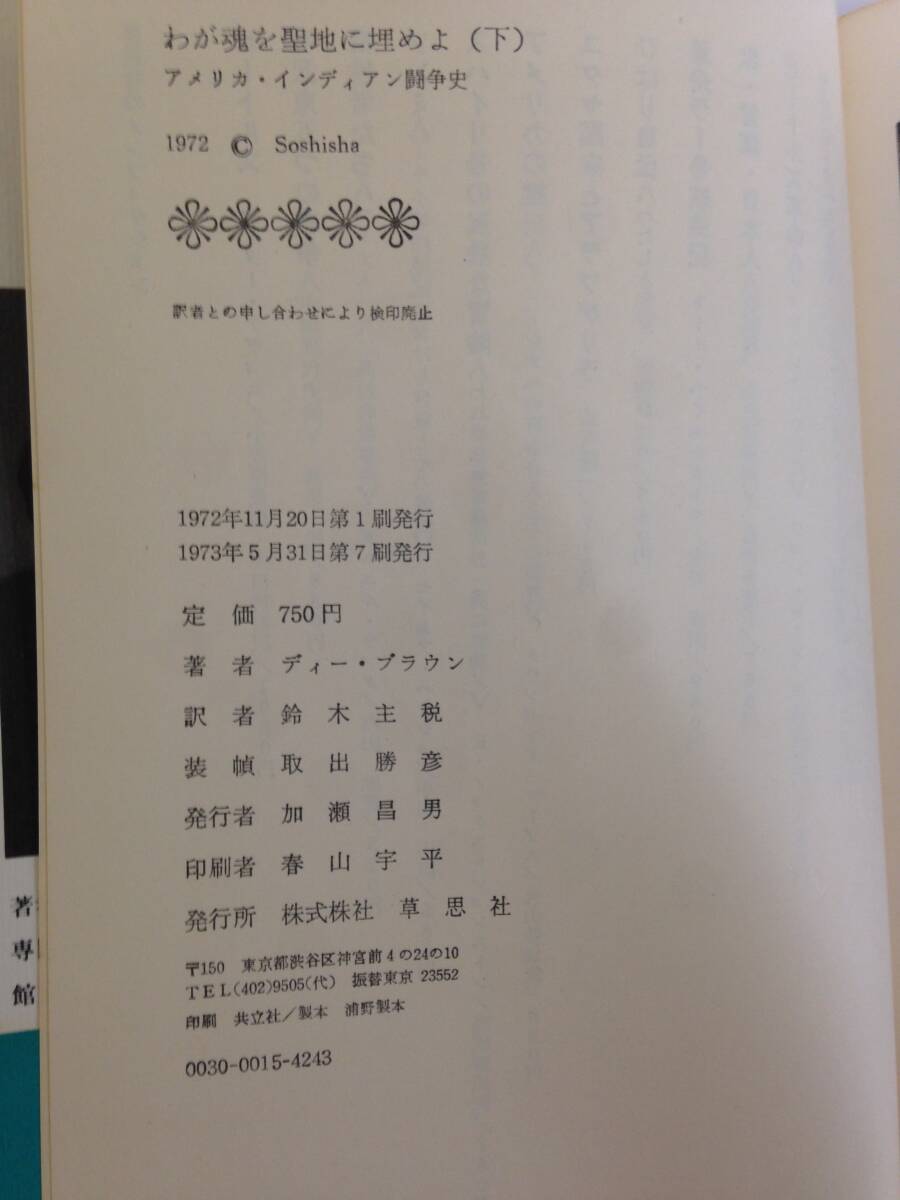 わが魂を聖地に埋めよ（下）
アメリカ・インディアン闘争史
1972 © Soshisha
訳者との申し合わせにより検印廃止
1972年11月20日第1刷発行
1973年5月31日第7刷発行
定価 750円
著者 ディー・ブラウン
訳者 鈴木主税
装幀 取出勝彦
発行者 加瀬昌男
印刷者 春山宇平
発行所 株式株社 草思社
〒150 東京都渋谷区神宮前4の24の10
TEL(402)9505(代) 振替東京 23552
印刷 共立社／製本 浦野製本
0030-0015-4243
著
専
館